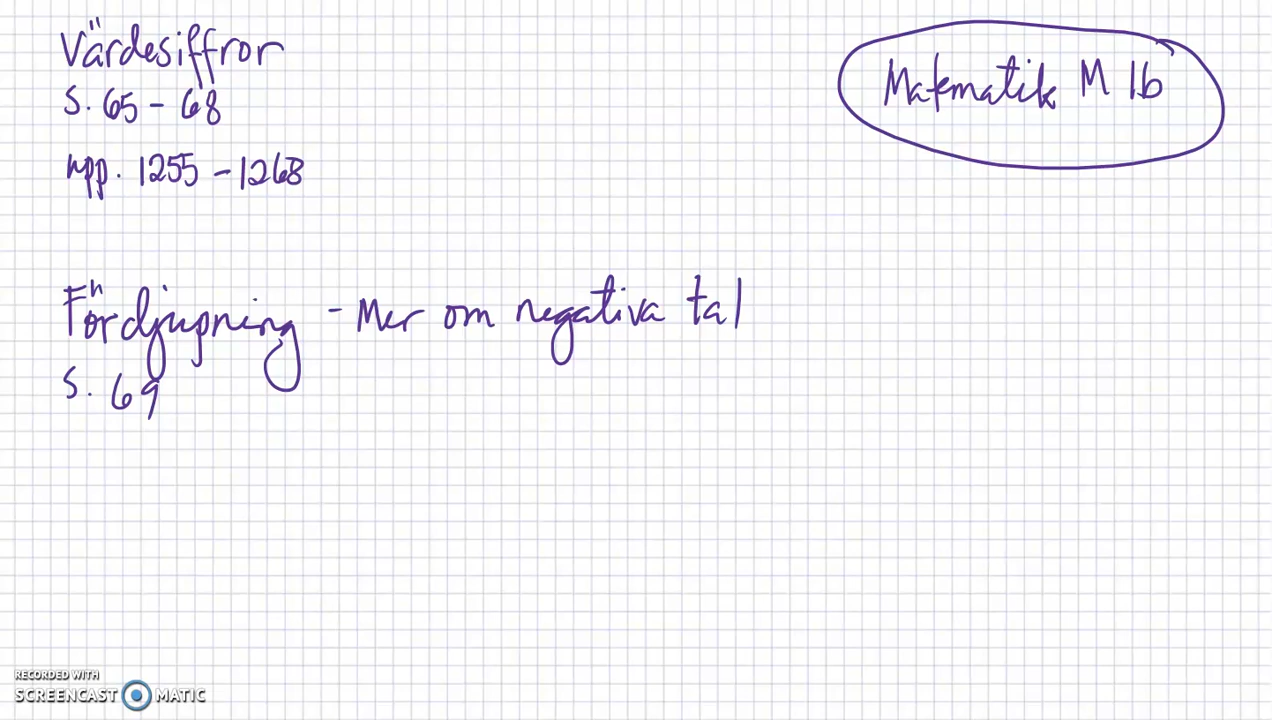 Värdesiffror
s. 65 - 68
upp. 1255 - 1268
Matematik M 1b
Fördjupning - Mer om negativa tal
s. 69
RECORDED WITH
SCREENCAST MATIC